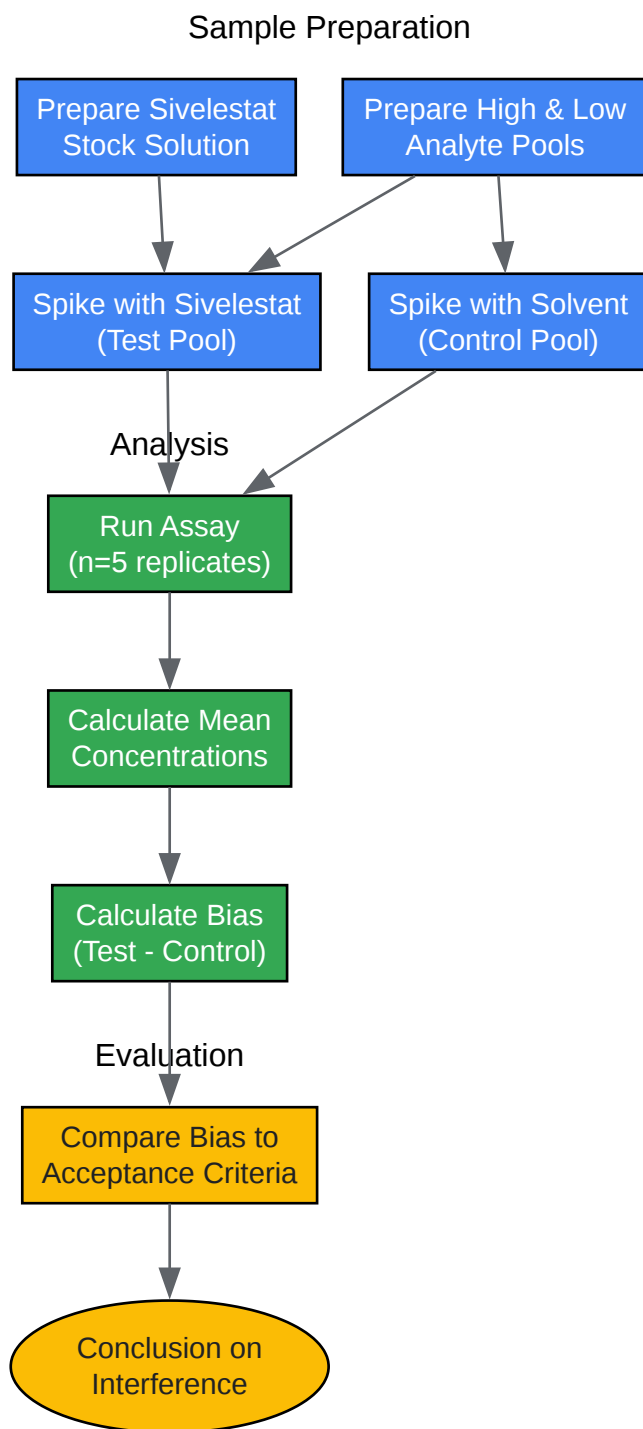 Sample Preparation
Prepare Sivelestat
Stock Solution
Prepare High & Low
Analyte Pools
Spike with Sivelestat
(Test Pool)
Spike with Solvent
(Control Pool)
Analysis
Run Assay
(n=5 replicates)
Calculate Mean
Concentrations
Calculate Bias
(Test - Control)
Evaluation
Compare Bias to
Acceptance Criteria
Conclusion on
Interference